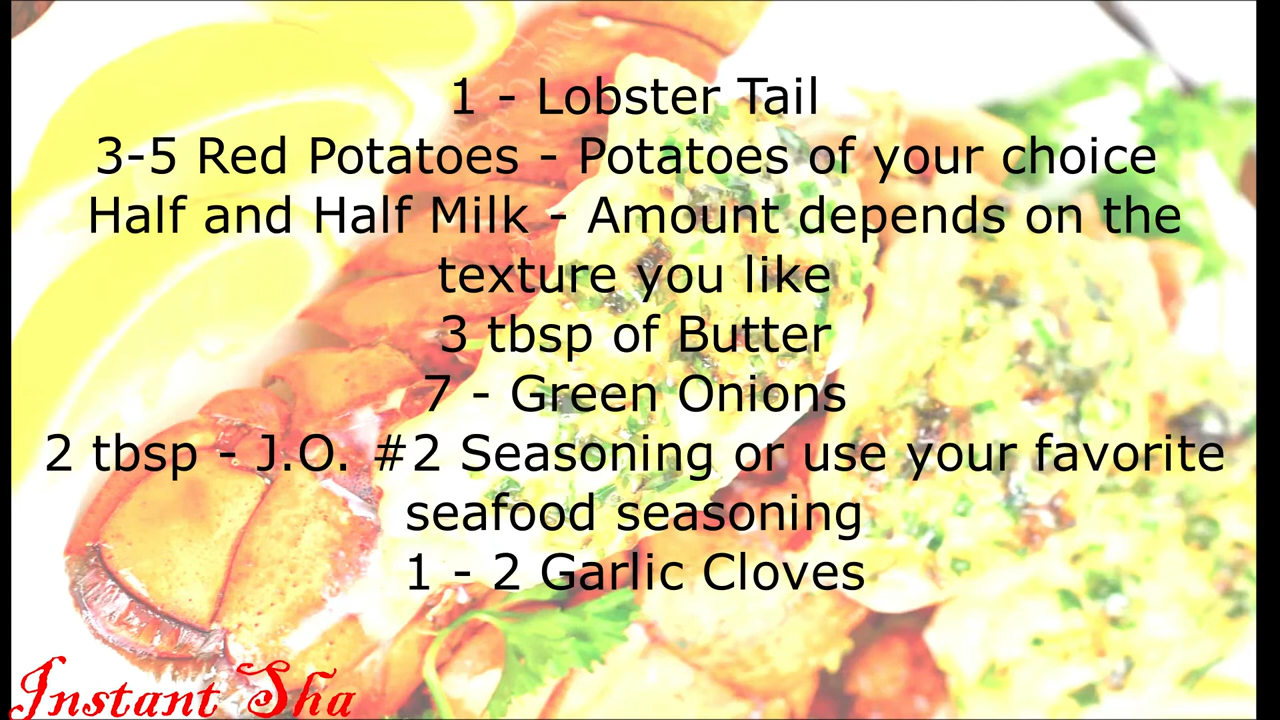 1 - Lobster Tail
3-5 Red Potatoes - Potatoes of your choice
Half and Half Milk - Amount depends on the
texture you like
3 tbsp of Butter
7 - Green Onions
2 tbsp - J.O. #2 Seasoning or use your favorite
seafood seasoning
1 - 2 Garlic Cloves
Instant Sha